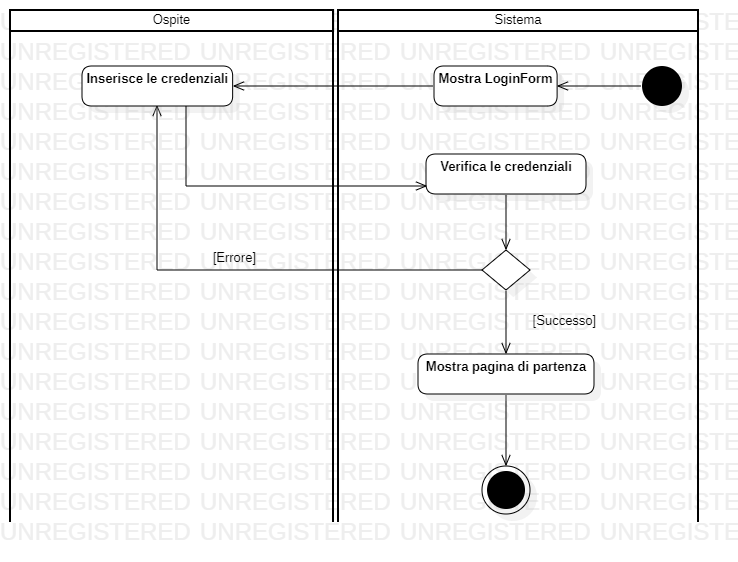 Ospite
Sistema
Inserisce le credenziali
Mostra LoginForm
Verifica le credenziali
[Errore]
[Successo]
Mostra pagina di partenza
UNREGISTERED UNREGISTERED UNREGISTERED UNREGISTE